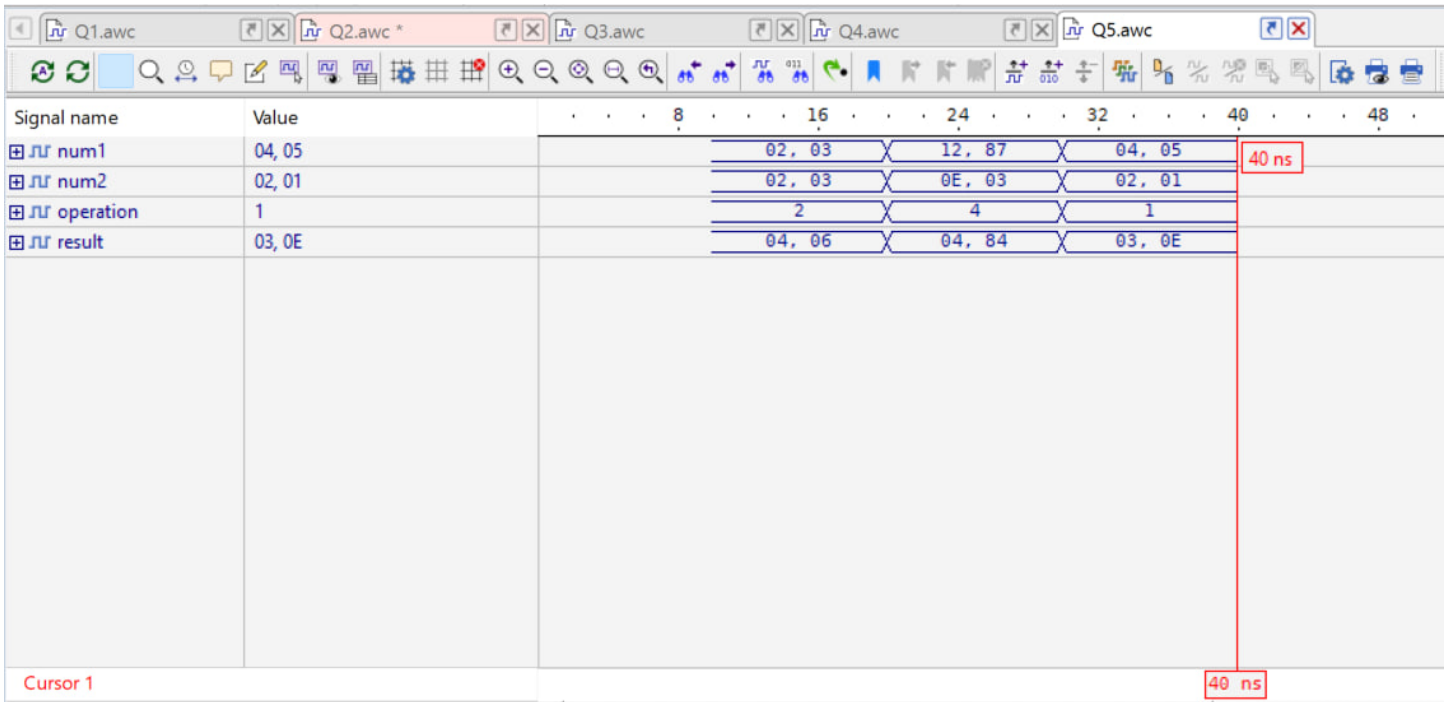 Q1.awc Q2.awc * Q3.awc Q4.awc Q5.awc
Signal name Value 8 16 24 32 40 48
num1 04, 05 02, 03 12, 87 04, 05 40 ns
num2 02, 01 02, 03 0E, 03 02, 01
operation 1 2 4 1
result 03, 0E 04, 06 04, 84 03, 0E
Cursor 1 40 ns